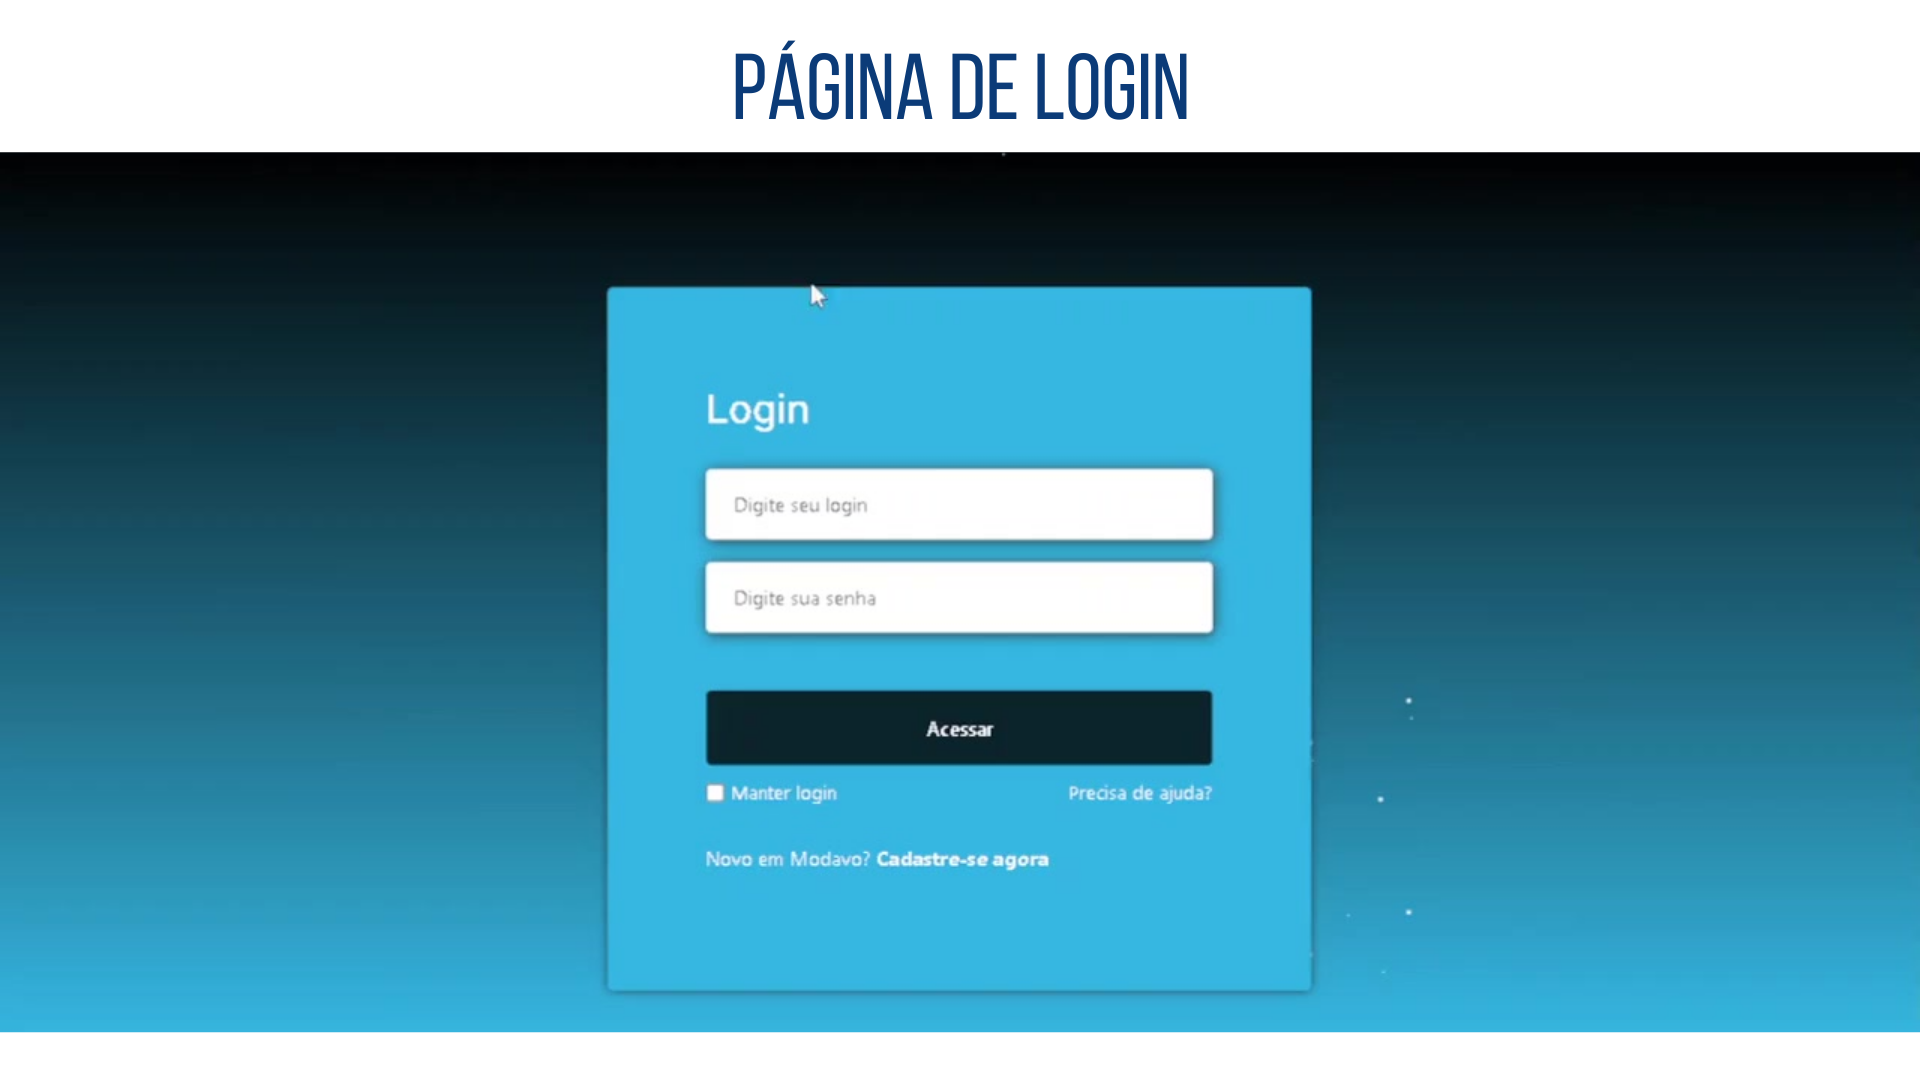 PÁGINA DE LOGIN
Login
Digite seu login
Digite sua senha
Acessar
Manter login
Precisa de ajuda?
Novo em Modavo? Cadastre-se agora